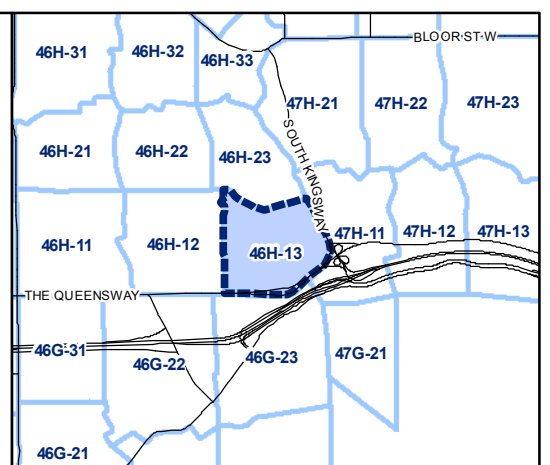 BLOOR ST W
46H-31
46H-32
46H-33
47H-21
47H-22
47H-23
SOUTH KINGSWAY
46H-21
46H-22
46H-23
46H-11
46H-12
46H-13
47H-11
47H-12
47H-13
THE QUEENSWAY
46G-31
46G-22
46G-23
47G-21
46G-21